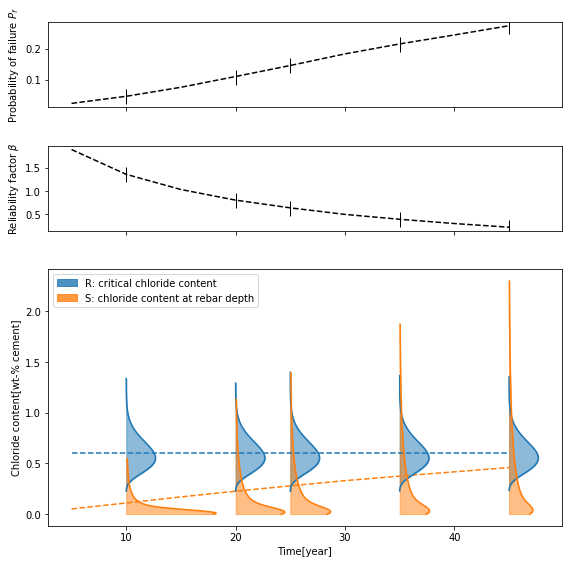 Probability of failure P_f
0.2
0.1
Reliability factor β
1.5
1.0
0.5
Chloride content[wt-% cement]
R: critical chloride content
S: chloride content at rebar depth
2.0
1.5
1.0
0.5
0.0
10 20 30 40
Time[year]